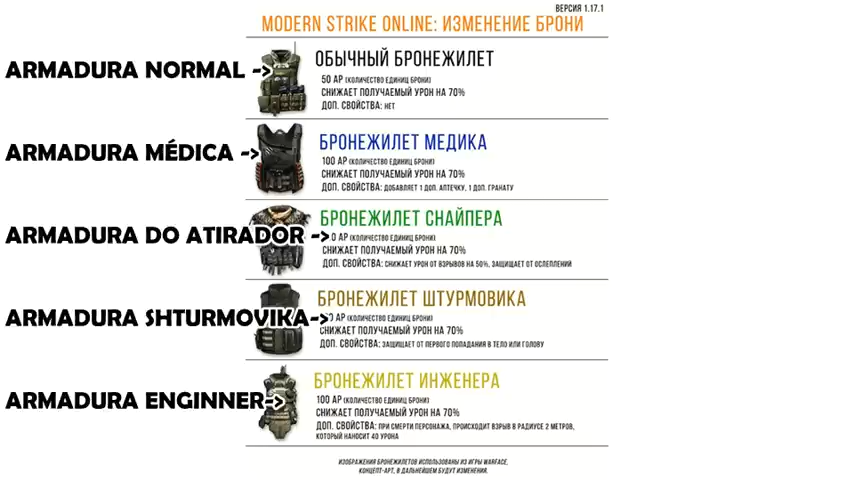 ВЕРСИЯ 1.17.1
MODERN STRIKE ONLINE: ИЗМЕНЕНИЕ БРОНИ
ARMADURA NORMAL ->
ОБЫЧНЫЙ БРОНЕЖИЛЕТ
50 AP (КОЛИЧЕСТВО ЕДИНИЦ БРОНИ)
СНИЖАЕТ ПОЛУЧАЕМЫЙ УРОН НА 70%
ДОП. СВОЙСТВА: НЕТ
ARMADURA MÉDICA ->
БРОНЕЖИЛЕТ МЕДИКА
100 AP (КОЛИЧЕСТВО ЕДИНИЦ БРОНИ)
СНИЖАЕТ ПОЛУЧАЕМЫЙ УРОН НА 70%
ДОП. СВОЙСТВА: ДОБАВЛЯЕТ 1 ДОП. АПТЕЧКУ, 1 ДОП. ГРАНАТУ
ARMADURA DO ATIRADOR ->
БРОНЕЖИЛЕТ СНАЙПЕРА
0 AP (КОЛИЧЕСТВО ЕДИНИЦ БРОНИ)
СНИЖАЕТ ПОЛУЧАЕМЫЙ УРОН НА 70%
ДОП. СВОЙСТВА: СНИЖАЕТ УРОН ОТ ВЗРЫВОВ НА 50%, ЗАЩИЩАЕТ ОТ ОСЛЕПЛЕНИЙ
ARMADURA SHTURMOVIKA->
БРОНЕЖИЛЕТ ШТУРМОВИКА
AP (КОЛИЧЕСТВО ЕДИНИЦ БРОНИ)
СНИЖАЕТ ПОЛУЧАЕМЫЙ УРОН НА 70%
ДОП. СВОЙСТВА: ЗАЩИЩАЕТ ОТ ПЕРВОГО ПОПАДАНИЯ В ТЕЛО ИЛИ ГОЛОВУ
ARMADURA ENGINNER->
БРОНЕЖИЛЕТ ИНЖЕНЕРА
100 AP (КОЛИЧЕСТВО ЕДИНИЦ БРОНИ)
СНИЖАЕТ ПОЛУЧАЕМЫЙ УРОН НА 70%
ДОП. СВОЙСТВА: ПРИ СМЕРТИ ПЕРСОНАЖА, ПРОИСХОДИТ ВЗРЫВ В РАДИУСЕ 2 МЕТРОВ,
КОТОРЫЙ НАНОСИТ 40 УРОНА
ИЗОБРАЖЕНИЯ БРОНЕЖИЛЕТОВ ИСПОЛЬЗОВАНЫ ИЗ ИГРЫ WARFACE.
КОНЦЕПТ-АРТ, В ДАЛЬНЕЙШЕМ БУДУТ ИЗМЕНЕНИЯ.